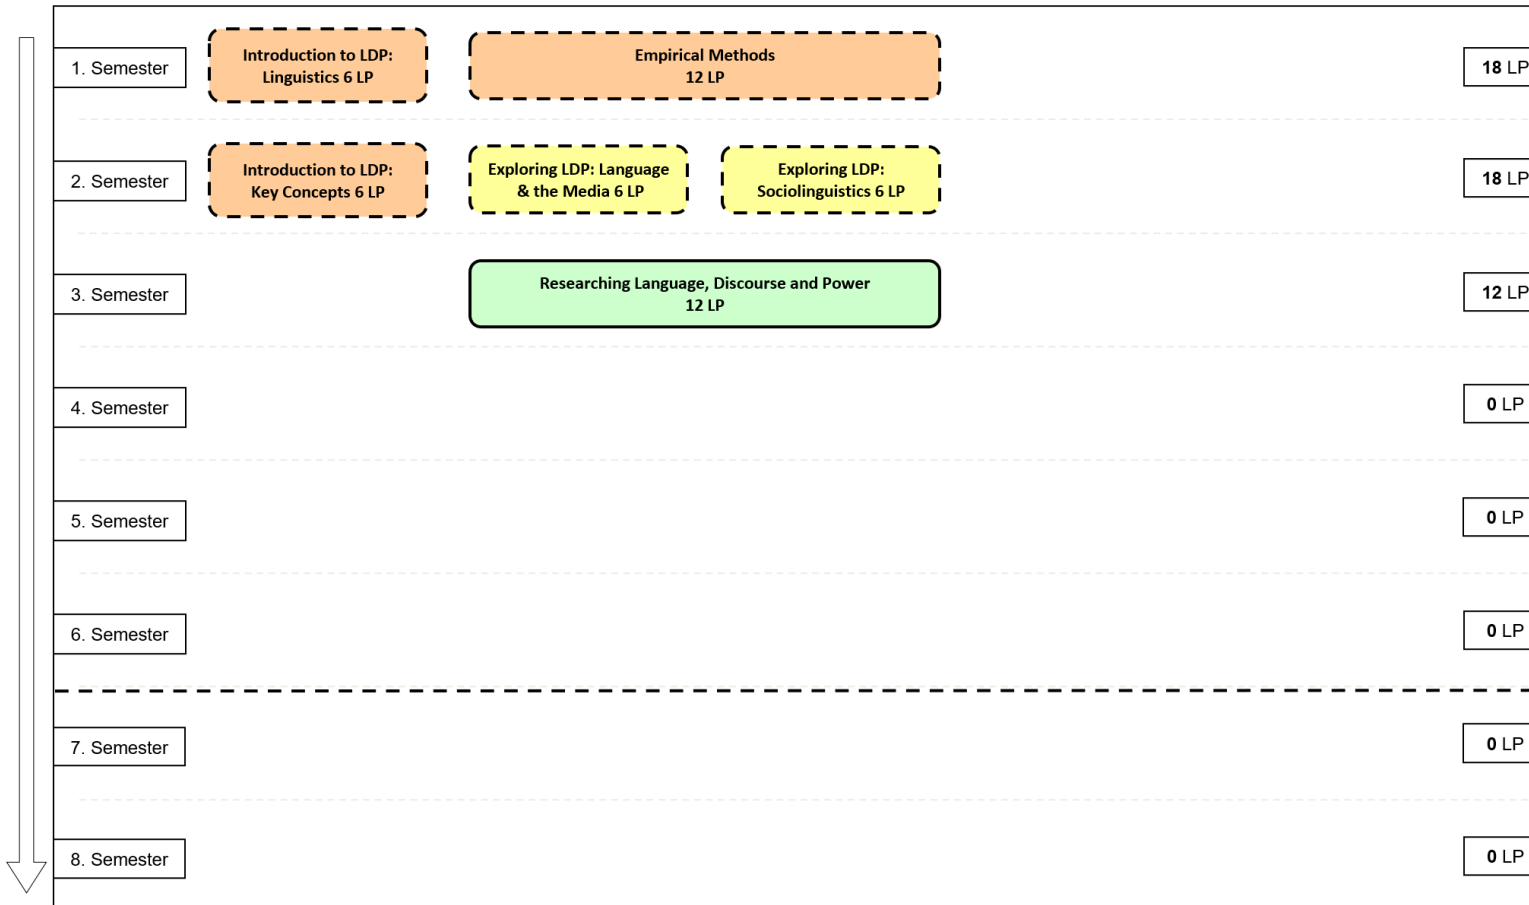 1. Semester
Introduction to LDP:
Linguistics 6 LP
Empirical Methods
12 LP
18 LP
2. Semester
Introduction to LDP:
Key Concepts 6 LP
Exploring LDP: Language
& the Media 6 LP
Exploring LDP:
Sociolinguistics 6 LP
18 LP
3. Semester
Researching Language, Discourse and Power
12 LP
12 LP
4. Semester
0 LP
5. Semester
0 LP
6. Semester
0 LP
7. Semester
0 LP
8. Semester
0 LP